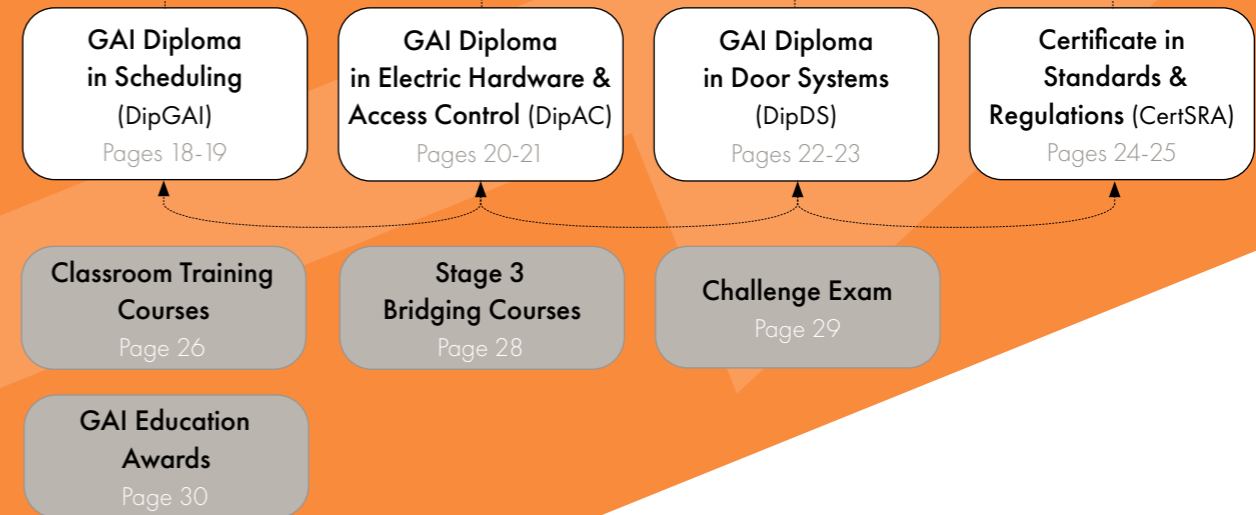 GAI Diploma
in Scheduling
(DipGAI)
Pages 18-19
GAI Diploma
in Electric Hardware &
Access Control (DipAC)
Pages 20-21
GAI Diploma
in Door Systems
(DipDS)
Pages 22-23
Certificate in
Standards &
Regulations (CertSRA)
Pages 24-25
Classroom Training
Courses
Page 26
Stage 3
Bridging Courses
Page 28
Challenge Exam
Page 29
GAI Education
Awards
Page 30